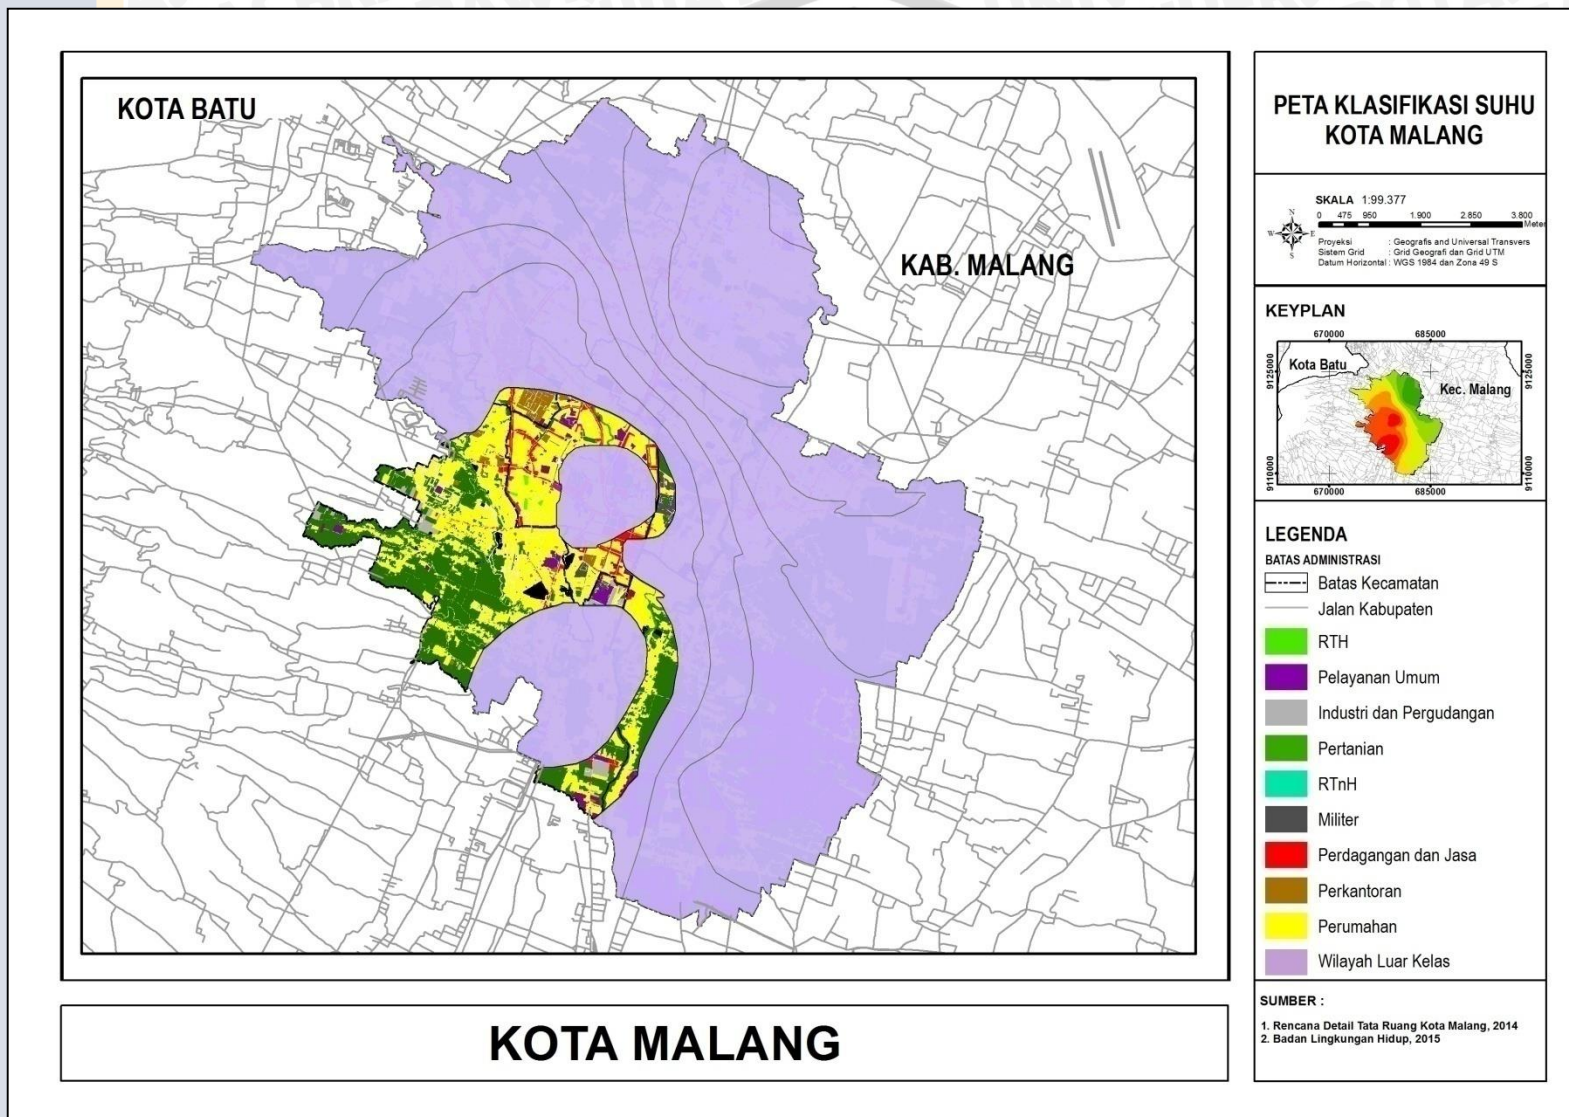 KOTA BATU
KAB. MALANG
KOTA MALANG
PETA KLASIFIKASI SUHU
KOTA MALANG
SKALA 1:99.377
N
W E
S
0 475 950 1.900 2.850 3.800
Meter
Proyeksi : Geografis and Universal Transvers
Sistem Grid : Grid Geografi dan Grid UTM
Datum Horizontal : WGS 1984 dan Zona 49 S
KEYPLAN
670000 685000
9125000 9125000
Kota Batu
Kec. Malang
9110000 9110000
670000 685000
LEGENDA
BATAS ADMINISTRASI
Batas Kecamatan
Jalan Kabupaten
RTH
Pelayanan Umum
Industri dan Pergudangan
Pertanian
RTnH
Militer
Perdagangan dan Jasa
Perkantoran
Perumahan
Wilayah Luar Kelas
SUMBER :
1. Rencana Detail Tata Ruang Kota Malang, 2014
2. Badan Lingkungan Hidup, 2015